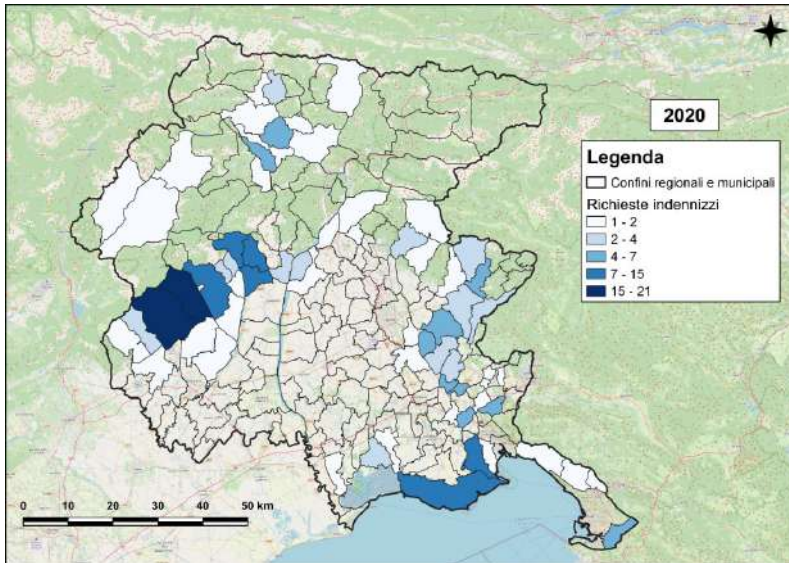 2020
Legenda
Confini regionali e municipali
Richieste indennizzi
1 - 2
2 - 4
4 - 7
7 - 15
15 - 21
0 10 20 30 40 50 km